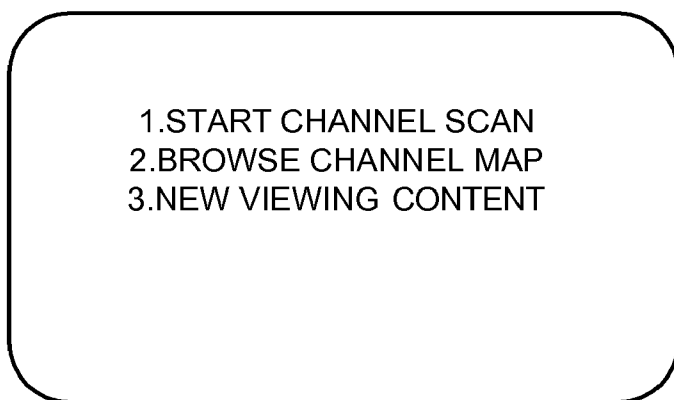 1.START CHANNEL SCAN
2.BROWSE CHANNEL MAP
3.NEW VIEWING CONTENT